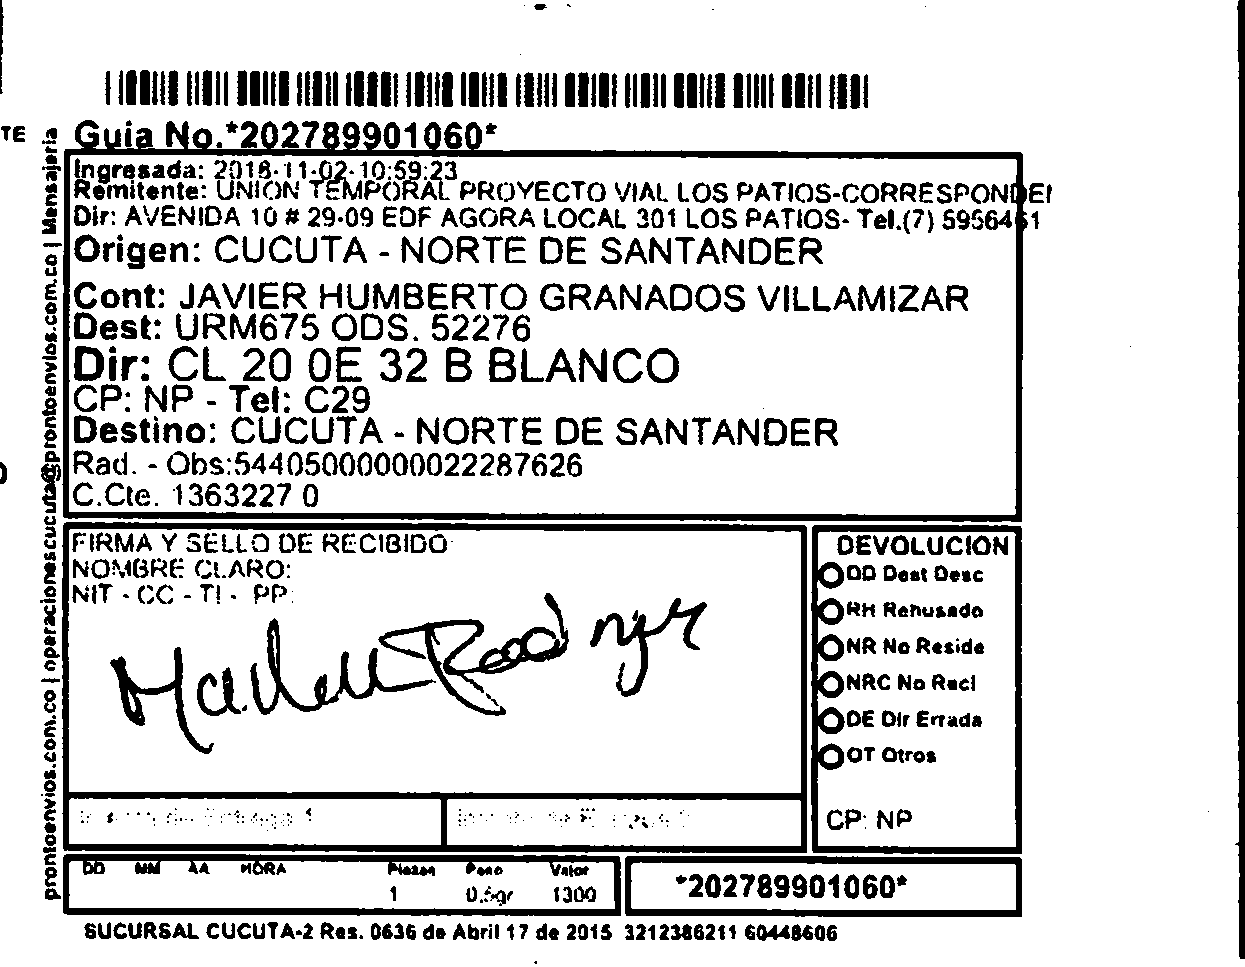 Guia No.*202789901060*
Ingresada: 2018-11-02-10:59:23
Remitente: UNION TEMPORAL PROYECTO VIAL LOS PATIOS-CORRESPONDEN
Dir: AVENIDA 10 # 29-09 EDF AGORA LOCAL 301 LOS PATIOS- Tel.(7) 5956461
Origen: CUCUTA - NORTE DE SANTANDER
Cont: JAVIER HUMBERTO GRANADOS VILLAMIZAR
Dest: URM675 ODS. 52276
Dir: CL 20 0E 32 B BLANCO
CP: NP - Tel: C29
Destino: CUCUTA - NORTE DE SANTANDER
Rad. - Obs:544050000000022287626
C.Cte. 1363227 0
FIRMA Y SELLO DE RECIBIDO
NOMBRE CLARO:
NIT - CC - TI - PP:
DEVOLUCION
DD Dest Desc
RH Rehusado
NR No Reside
NRC No Recl
DE Dir Errada
OT Otros
CP: NP
DD MM AA HORA Piezas Peso Valor
1 0.5gr 1300
*202789901060*
SUCURSAL CUCUTA-2 Res. 0636 de Abril 17 de 2015 3212386211 60448606
prontoenvios.com.co | operacionescucuta@prontoenvios.com.co | Mensajeria
TE